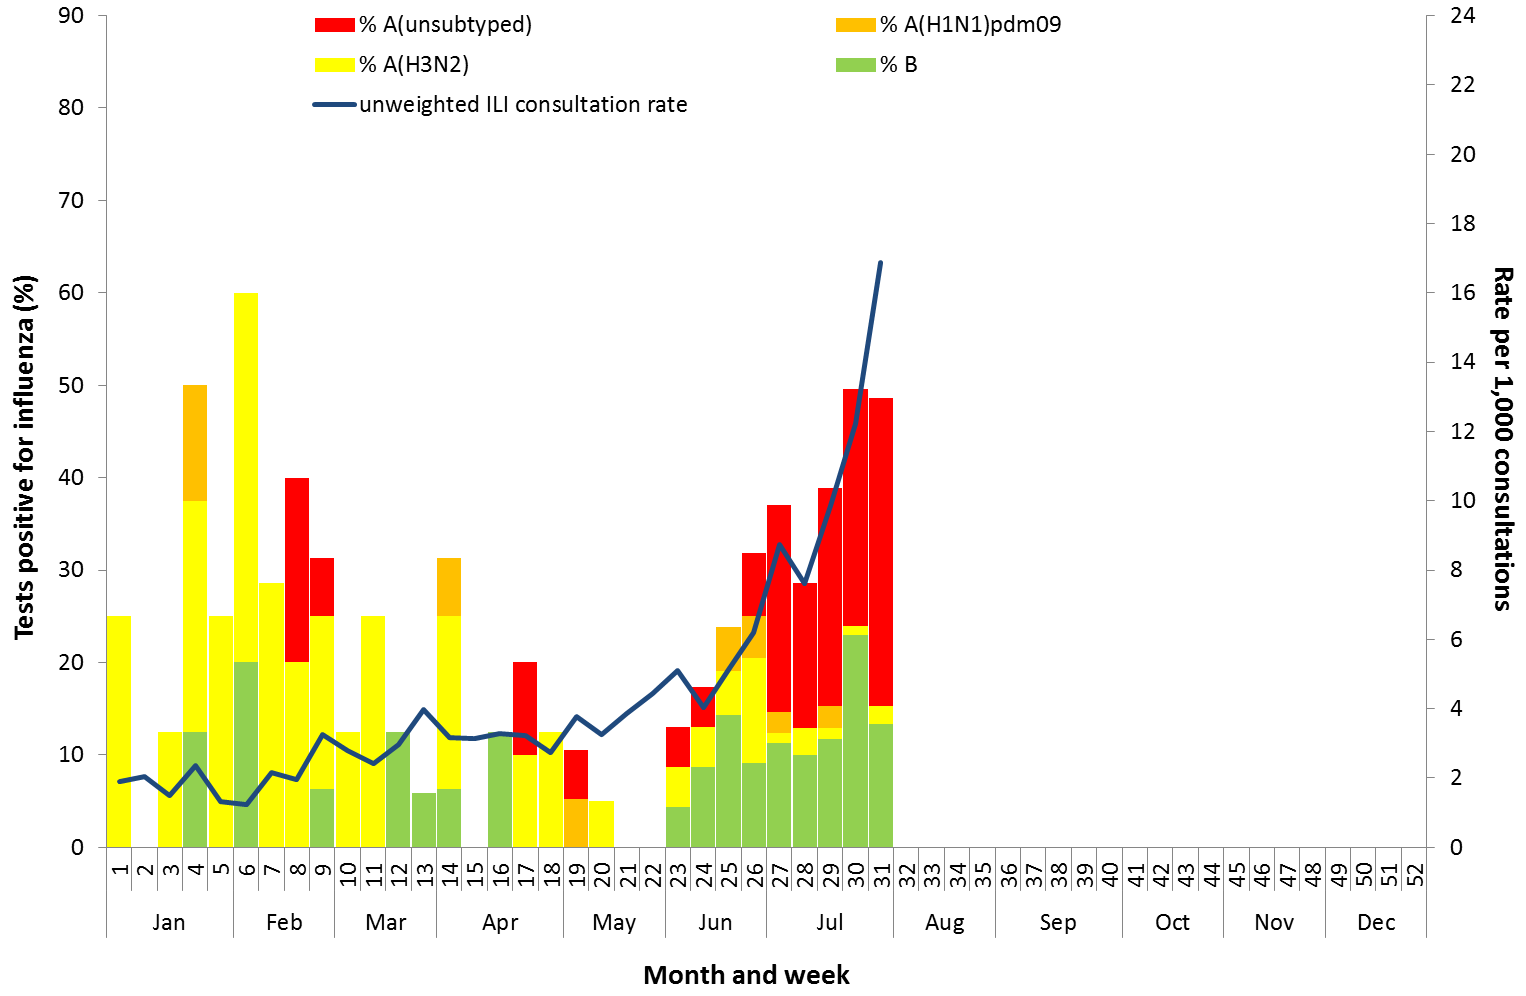 % A(unsubtyped)
% A(H1N1)pdm09
% A(H3N2)
% B
unweighted ILI consultation rate
Tests positive for influenza (%)
90
80
70
60
50
40
30
20
10
0
24
22
20
18
16
14
12
10
8
6
4
2
0
Rate per 1,000 consultations
1 2 3 4 5 6 7 8 9 10 11 12 13 14 15 16 17 18 19 20 21 22 23 24 25 26 27 28 29 30 31 32 33 34 35 36 37 38 39 40 41 42 43 44 45 46 47 48 49 50 51 52
Jan Feb Mar Apr May Jun Jul Aug Sep Oct Nov Dec
Month and week